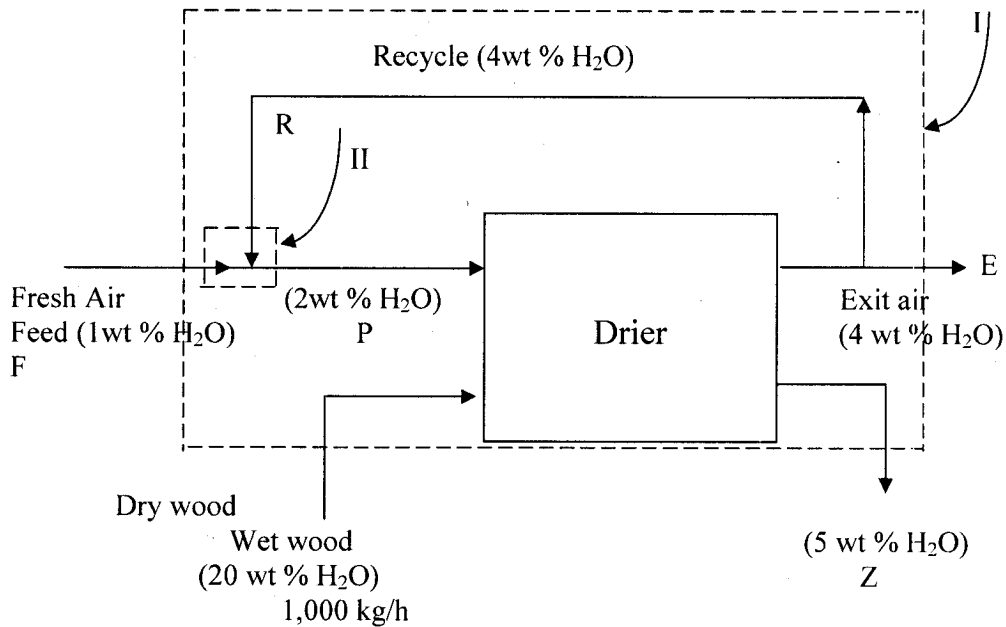 I
Recycle (4wt % H₂O)
R
II
E
Fresh Air
Feed (1wt % H₂O)
F
(2wt % H₂O)
P
Drier
Exit air
(4 wt % H₂O)
Dry wood
Wet wood
(20 wt % H₂O)
1,000 kg/h
(5 wt % H₂O)
Z